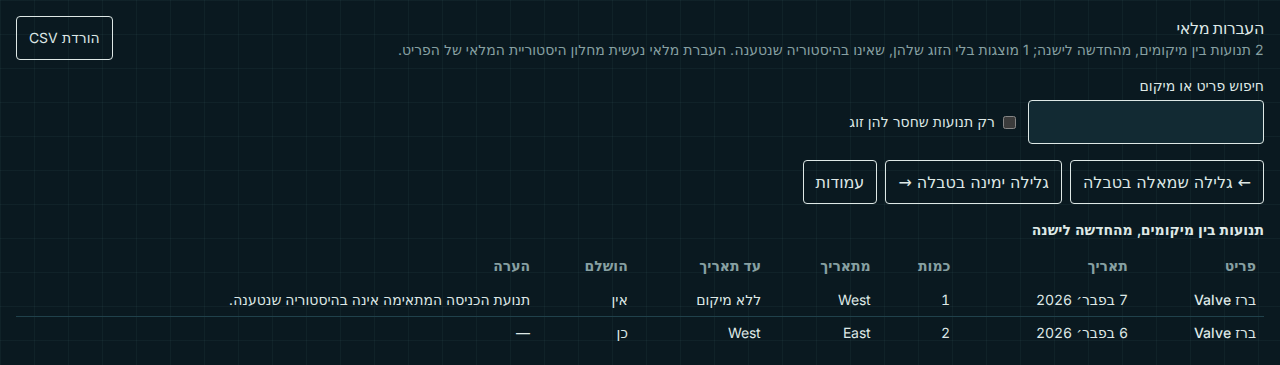 העברות מלאי
2 תנועות בין מיקומים, מהחדשה לישנה; 1 מוצגות בלי הזוג שלהן, שאינו בהיסטוריה שנטענה. העברת מלאי נעשית מחלון היסטוריית המלאי של הפריט.
הורדת CSV
חיפוש פריט או מיקום
רק תנועות שחסר להן זוג
← גלילה שמאלה בטבלה
גלילה ימינה בטבלה →
עמודות
תנועות בין מיקומים, מהחדשה לישנה
פריט תאריך כמות מתאריך עד תאריך הושלם הערה
ברז Valve 7 בפבר׳ 2026 1 West ללא מיקום אין תנועת הכניסה המתאימה אינה בהיסטוריה שנטענה.
ברז Valve 6 בפבר׳ 2026 2 East West כן —